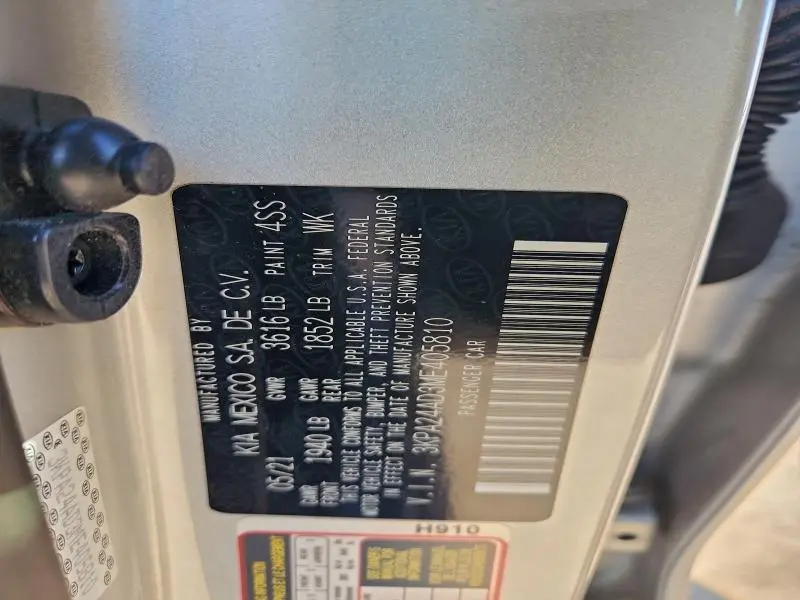 MANUFACTURED BY
KIA MEXICO SA DE C.V.
05/21 GVWR 3616 LB PAINT 4SS
GAWR FRONT 1940 LB GAWR REAR 1852 LB TRIM WK
THIS VEHICLE CONFORMS TO ALL APPLICABLE U.S.A. FEDERAL
MOTOR VEHICLE SAFETY, BUMPER, AND THEFT PREVENTION STANDARDS
IN EFFECT ON THE DATE OF MANUFACTURE SHOWN ABOVE.
V.I.N. 3KPA24AD3ME405810
PASSENGER CAR
H910